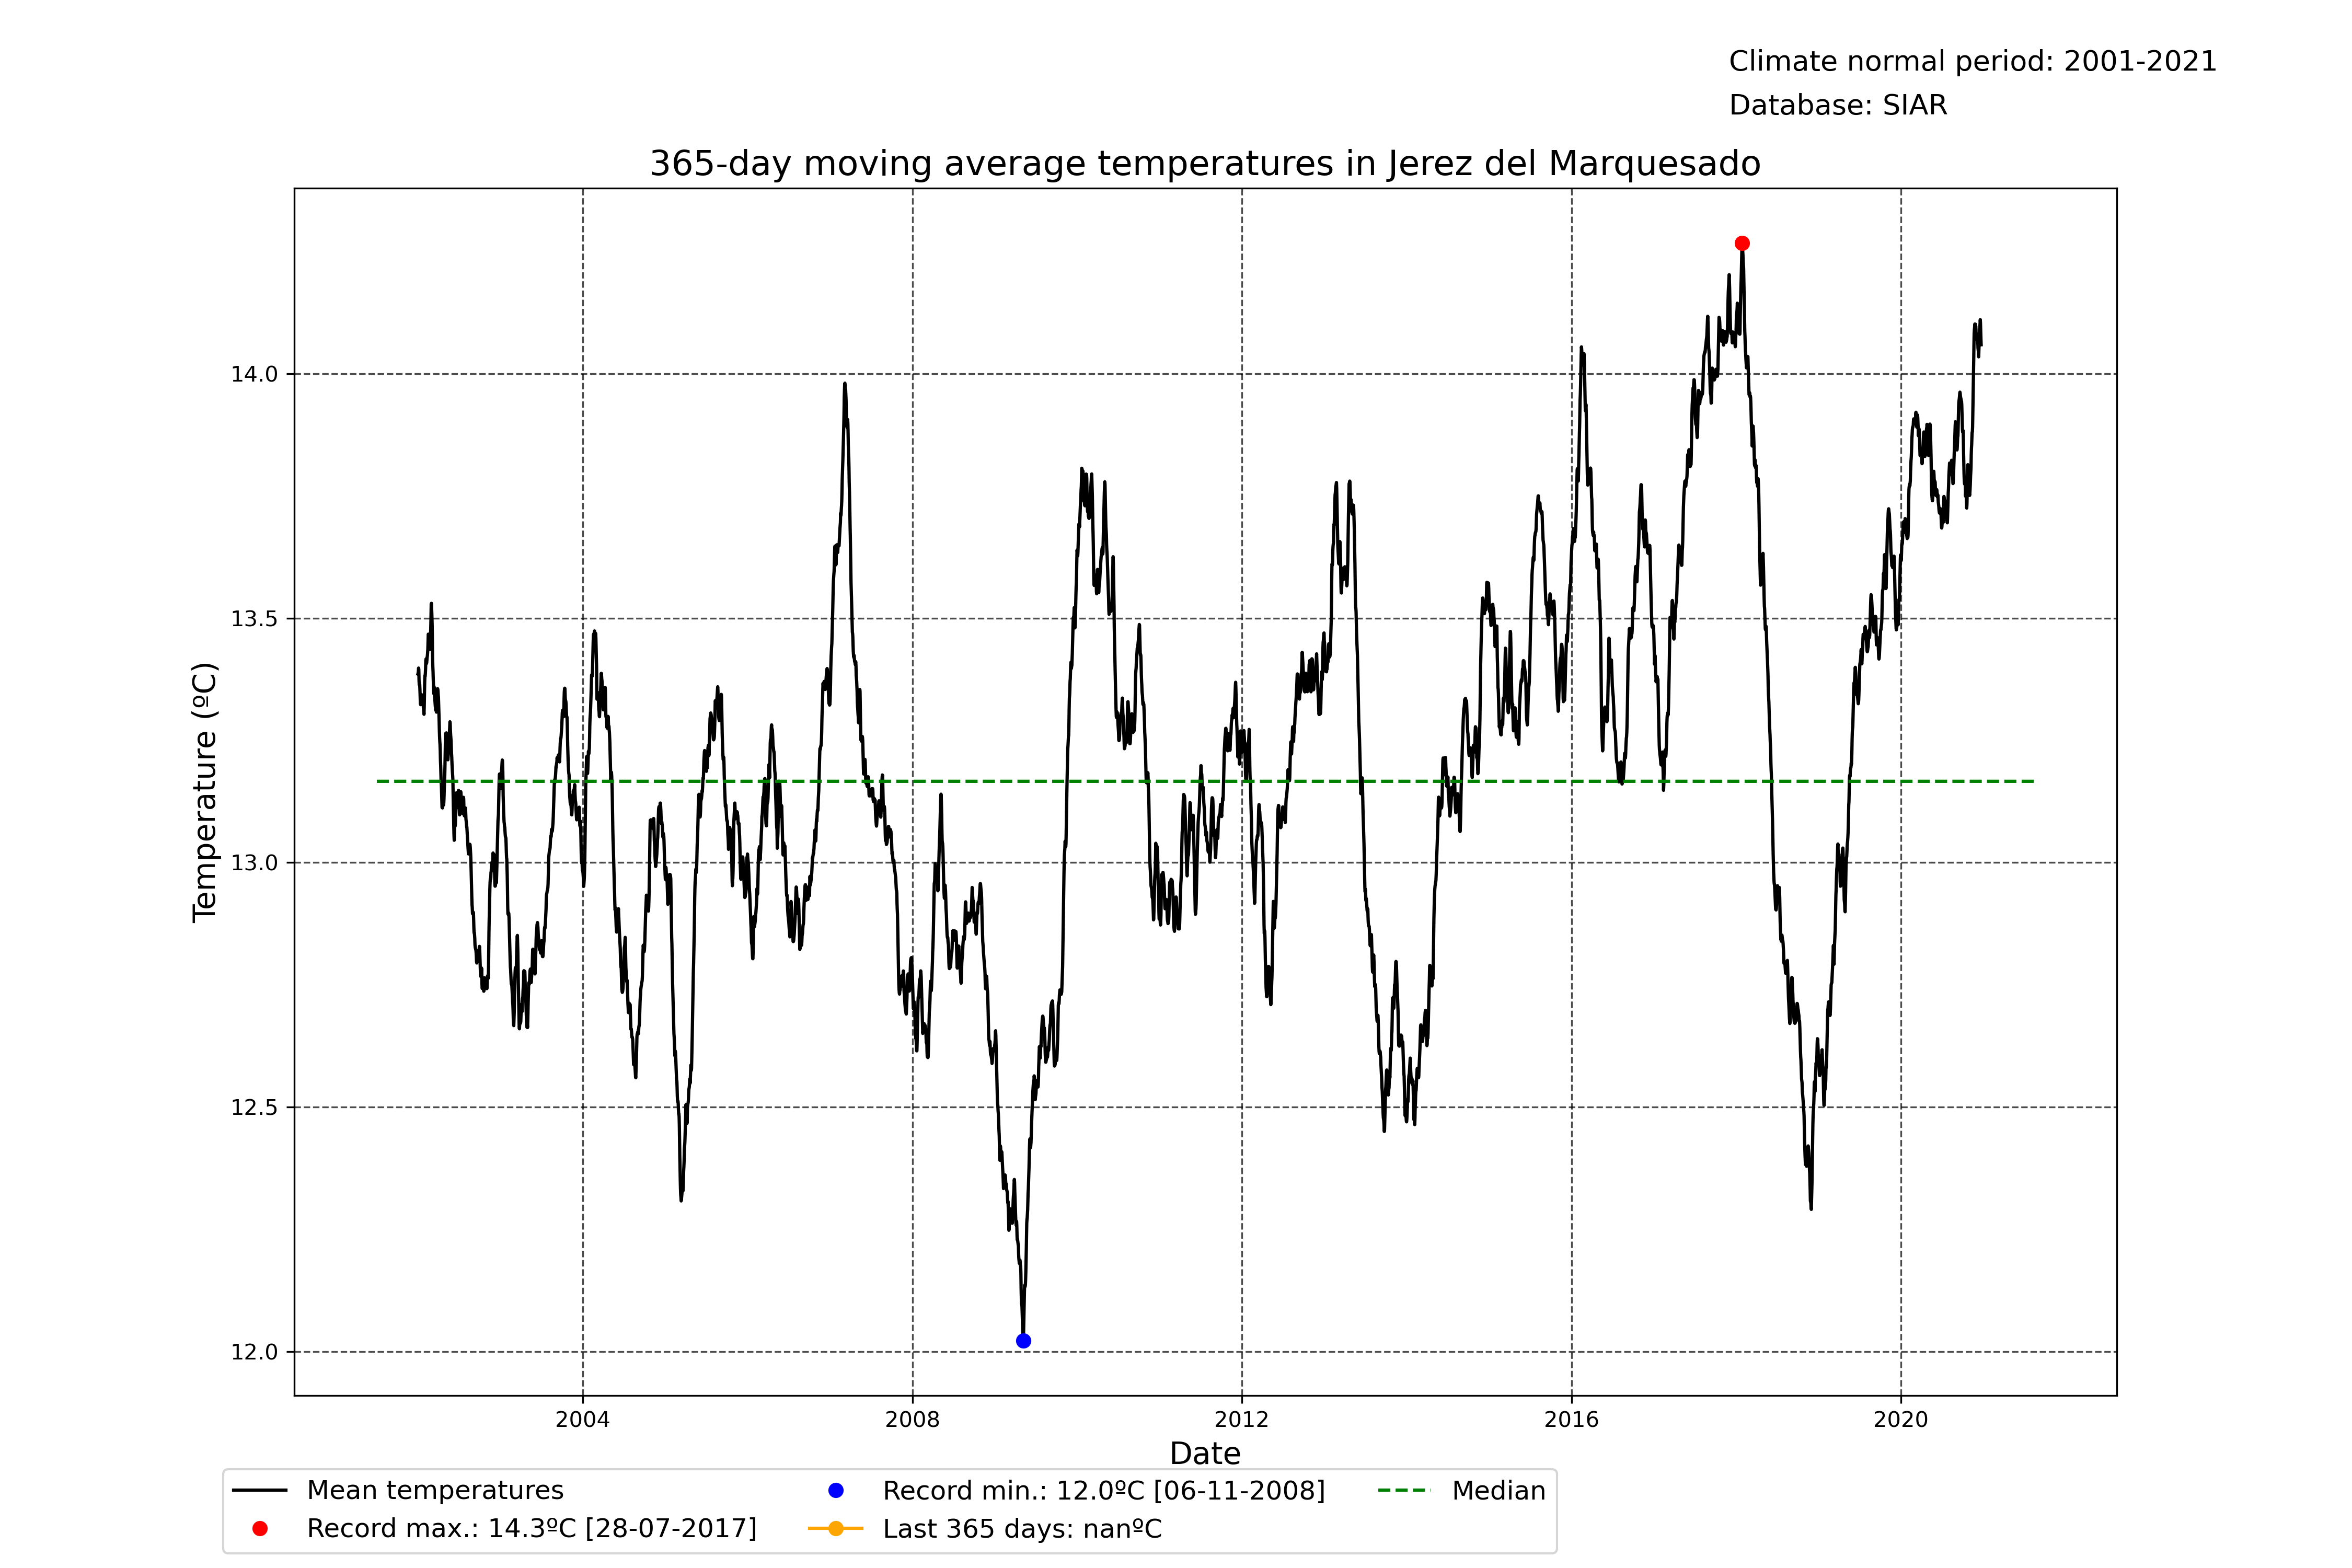 Climate normal period: 2001-2021
Database: SIAR
365-day moving average temperatures in Jerez del Marquesado
14.0
13.5
13.0
12.5
12.0
Temperature (ºC)
2004 2008 2012 2016 2020
Date
Mean temperatures
Record max.: 14.3ºC [28-07-2017]
Record min.: 12.0ºC [06-11-2008]
Last 365 days: nanºC
Median